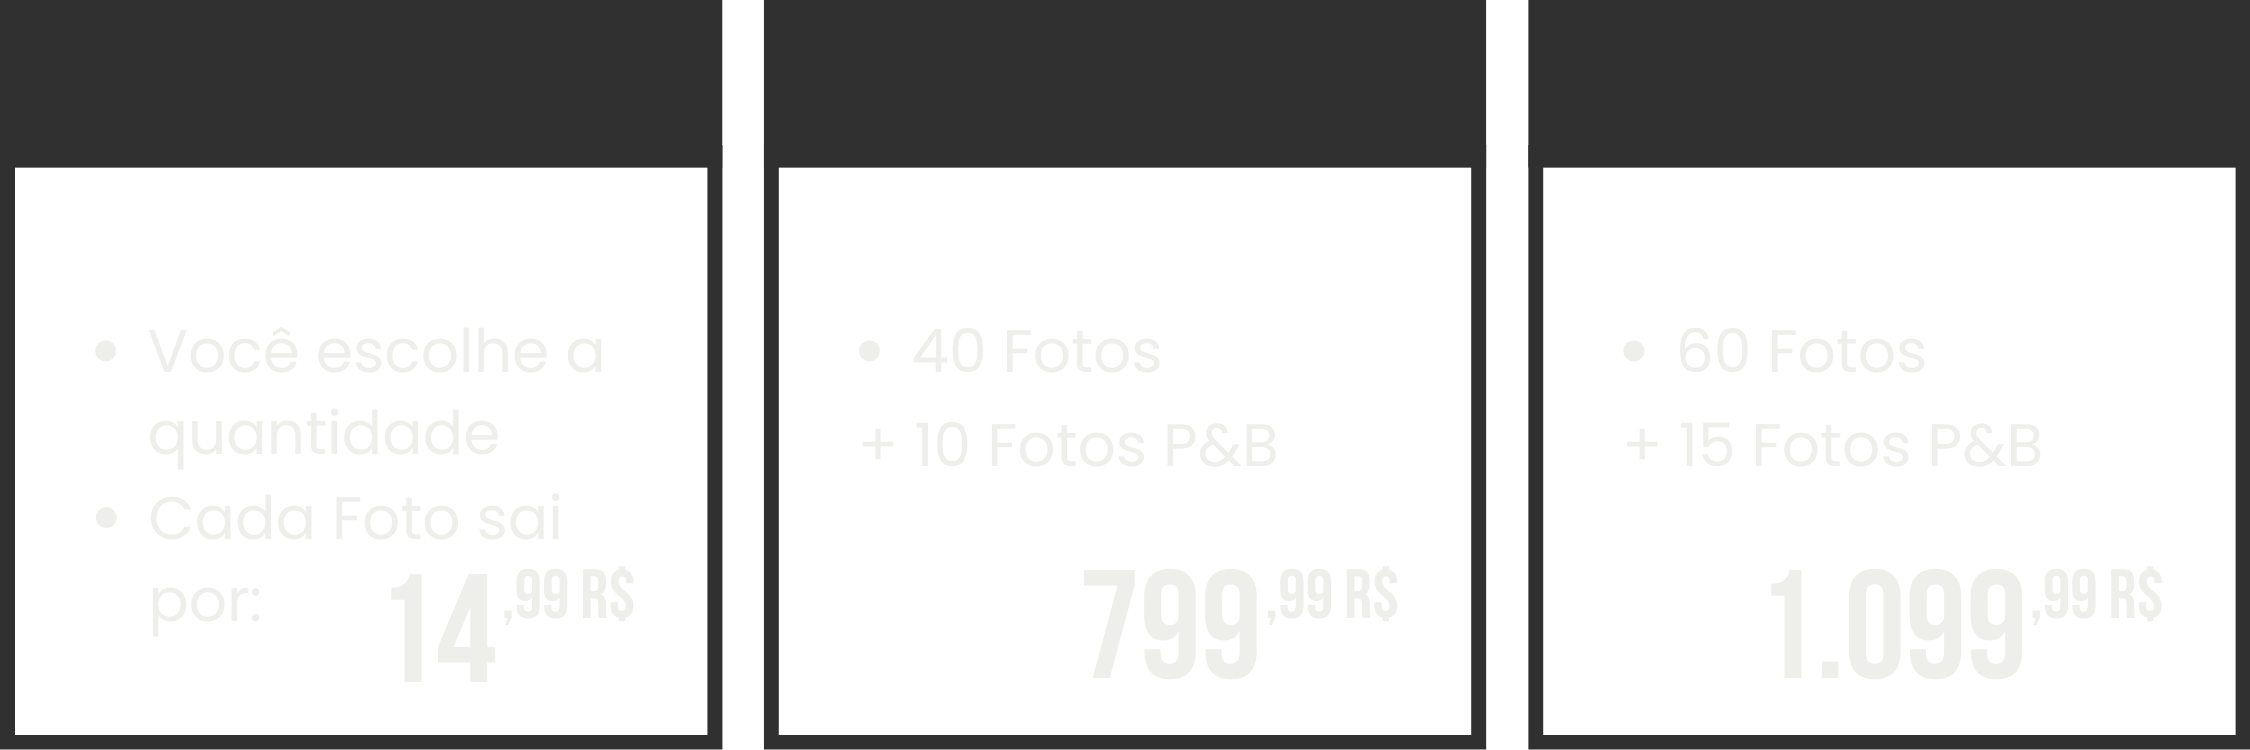 • Você escolhe a
quantidade
• Cada Foto sai
por: 14,99 R$
• 40 Fotos
+ 10 Fotos P&B
799,99 R$
• 60 Fotos
+ 15 Fotos P&B
1.099,99 R$